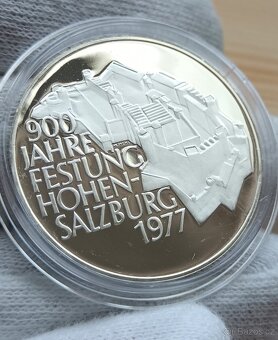 900
JAHRE
FESTUNG
HOHEN-
SALZBURG
1977